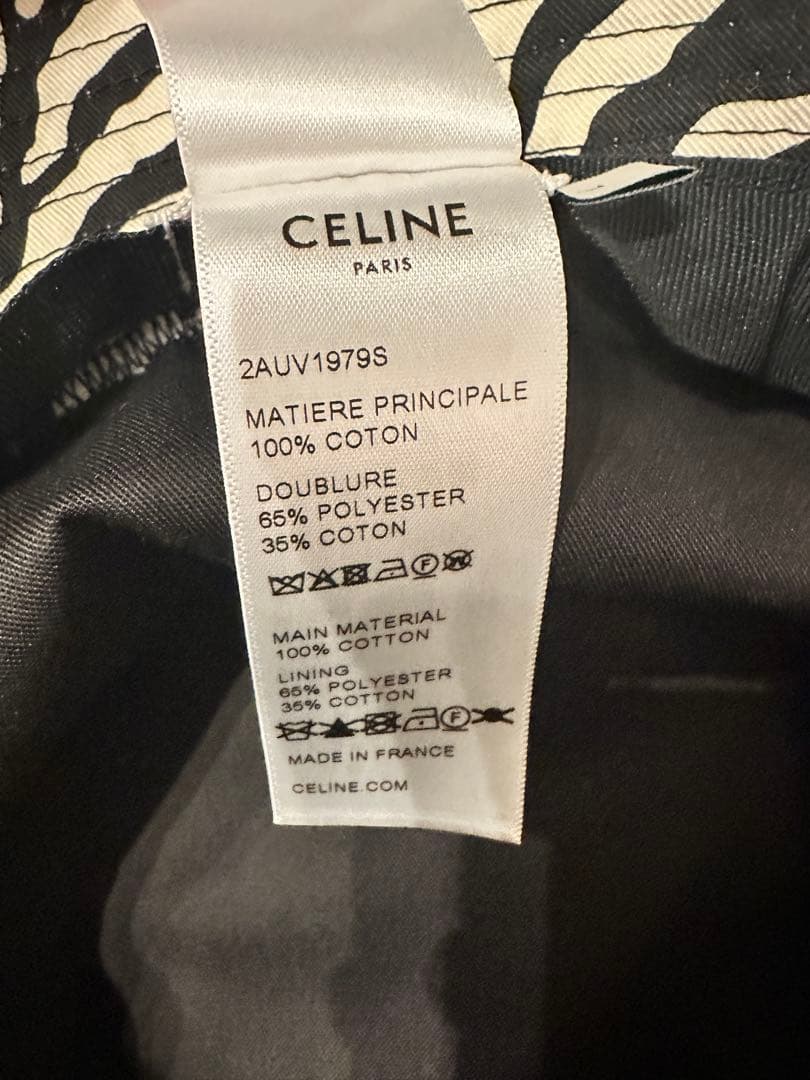 CELINE
PARIS
2AUV1979S
MATIERE PRINCIPALE
100% COTON
DOUBLURE
65% POLYESTER
35% COTON
MAIN MATERIAL
100% COTTON
LINING
65% POLYESTER
35% COTTON
MADE IN FRANCE
CELINE.COM